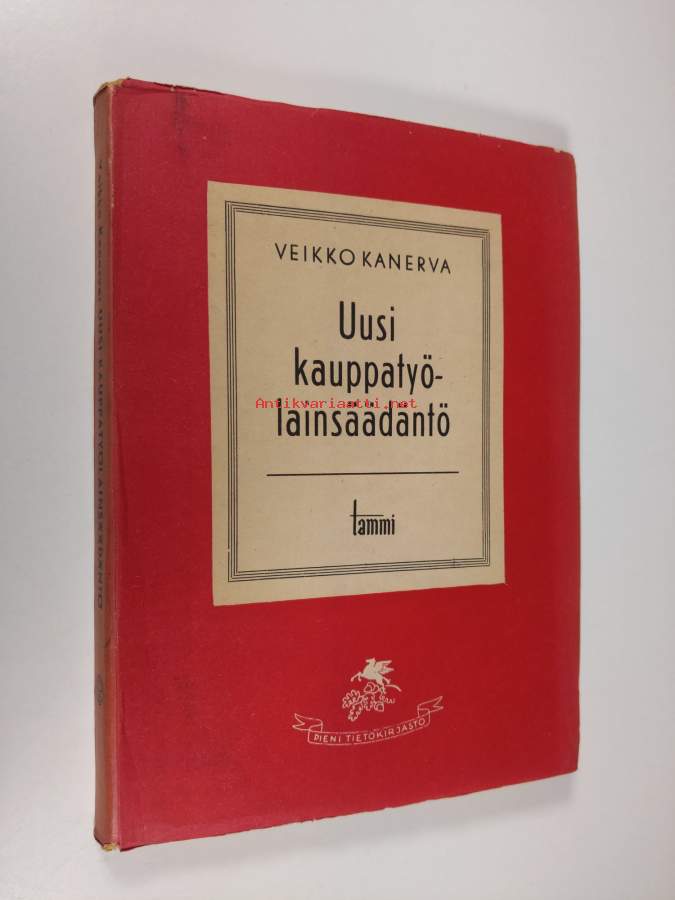 VEIKKO KANERVA
Uusi
kauppatyö-
lainsäädäntö
tammi
PIENI TIETOKIRJASTO
Veikko Kanerva: UUSI KAUPPATYÖLAINSÄÄDÄNTÖ
Antikvariaatti.net